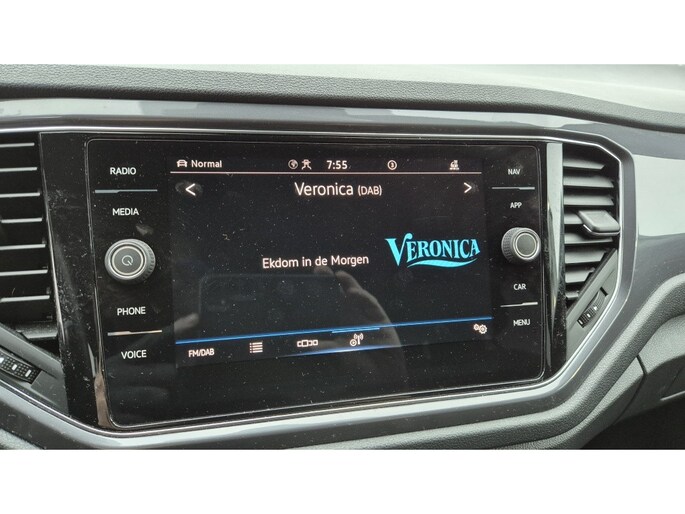 RADIO
MEDIA
PHONE
VOICE
Normal 7:55
Veronica (DAB)
Ekdom in de Morgen
VERONICA
FM/DAB
NAV
APP
CAR
MENU